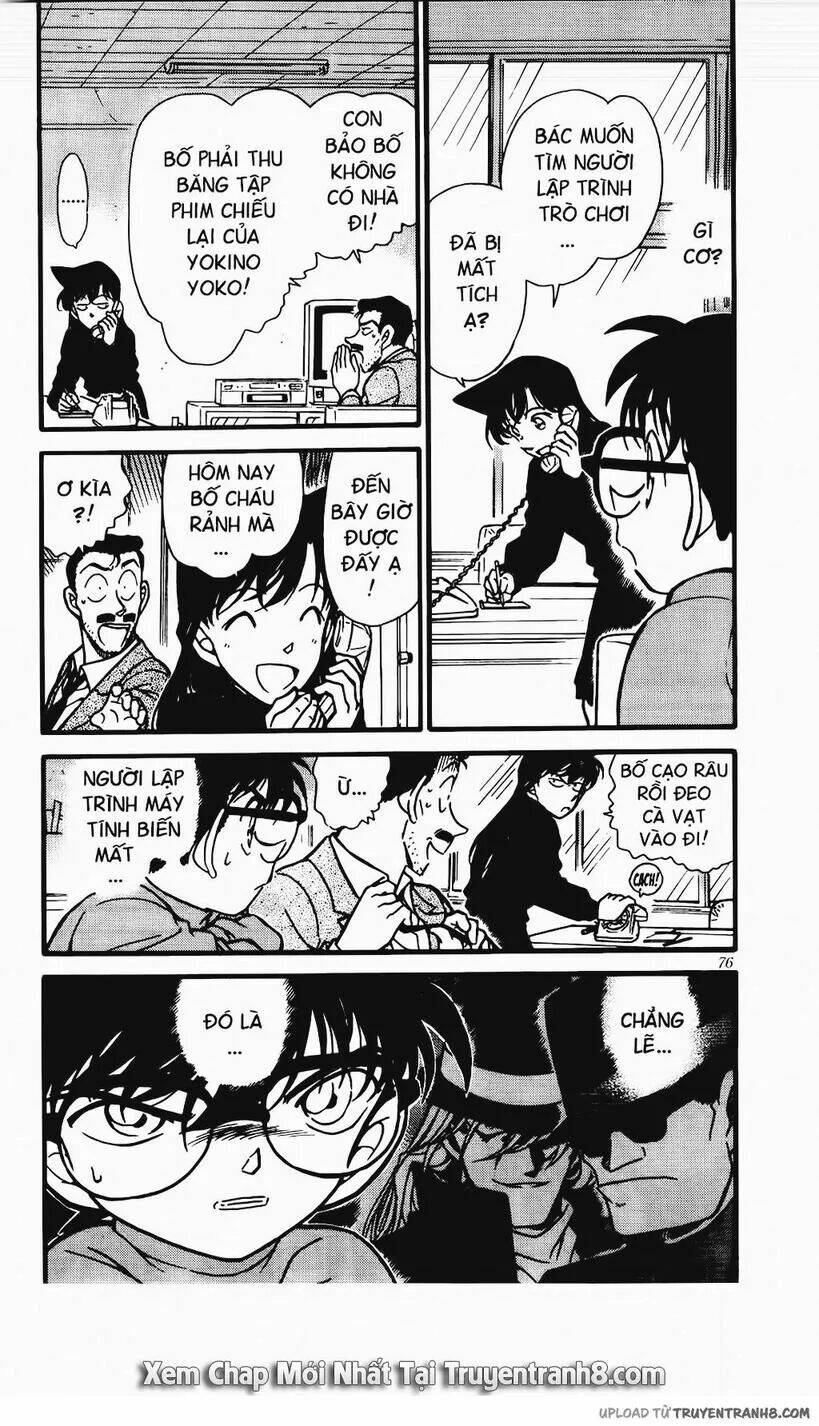 BÁC MUỐN
TÌM NGƯỜI
LẬP TRÌNH
TRÒ CHƠI
...
GÌ
CƠ?
ĐÃ BỊ
MẤT
TÍCH
Ạ?
CON
BẢO BỐ
KHÔNG
CÓ NHÀ
ĐI!
BỐ PHẢI THU
BĂNG TẬP
PHIM CHIẾU
LẠI CỦA
YOKINO
YOKO!
......
ĐẾN
BÂY GIỜ
ĐƯỢC
ĐẤY Ạ
!
HÔM NAY
BỐ CHÁU
RẢNH MÀ
...
Ơ KÌA
?!
BỐ CẠO RÂU
RỒI ĐEO
CÀ VẠT
VÀO ĐI!
CẠCH!
Ừ...
NGƯỜI LẬP
TRÌNH MÁY
TÍNH BIẾN
MẤT
...
76
CHẲNG
LẼ...
ĐÓ LÀ
...
Xem Chap Mới Nhất Tại Truyentranh8.com
UPLOAD TỪ TRUYENTRANH8.COM